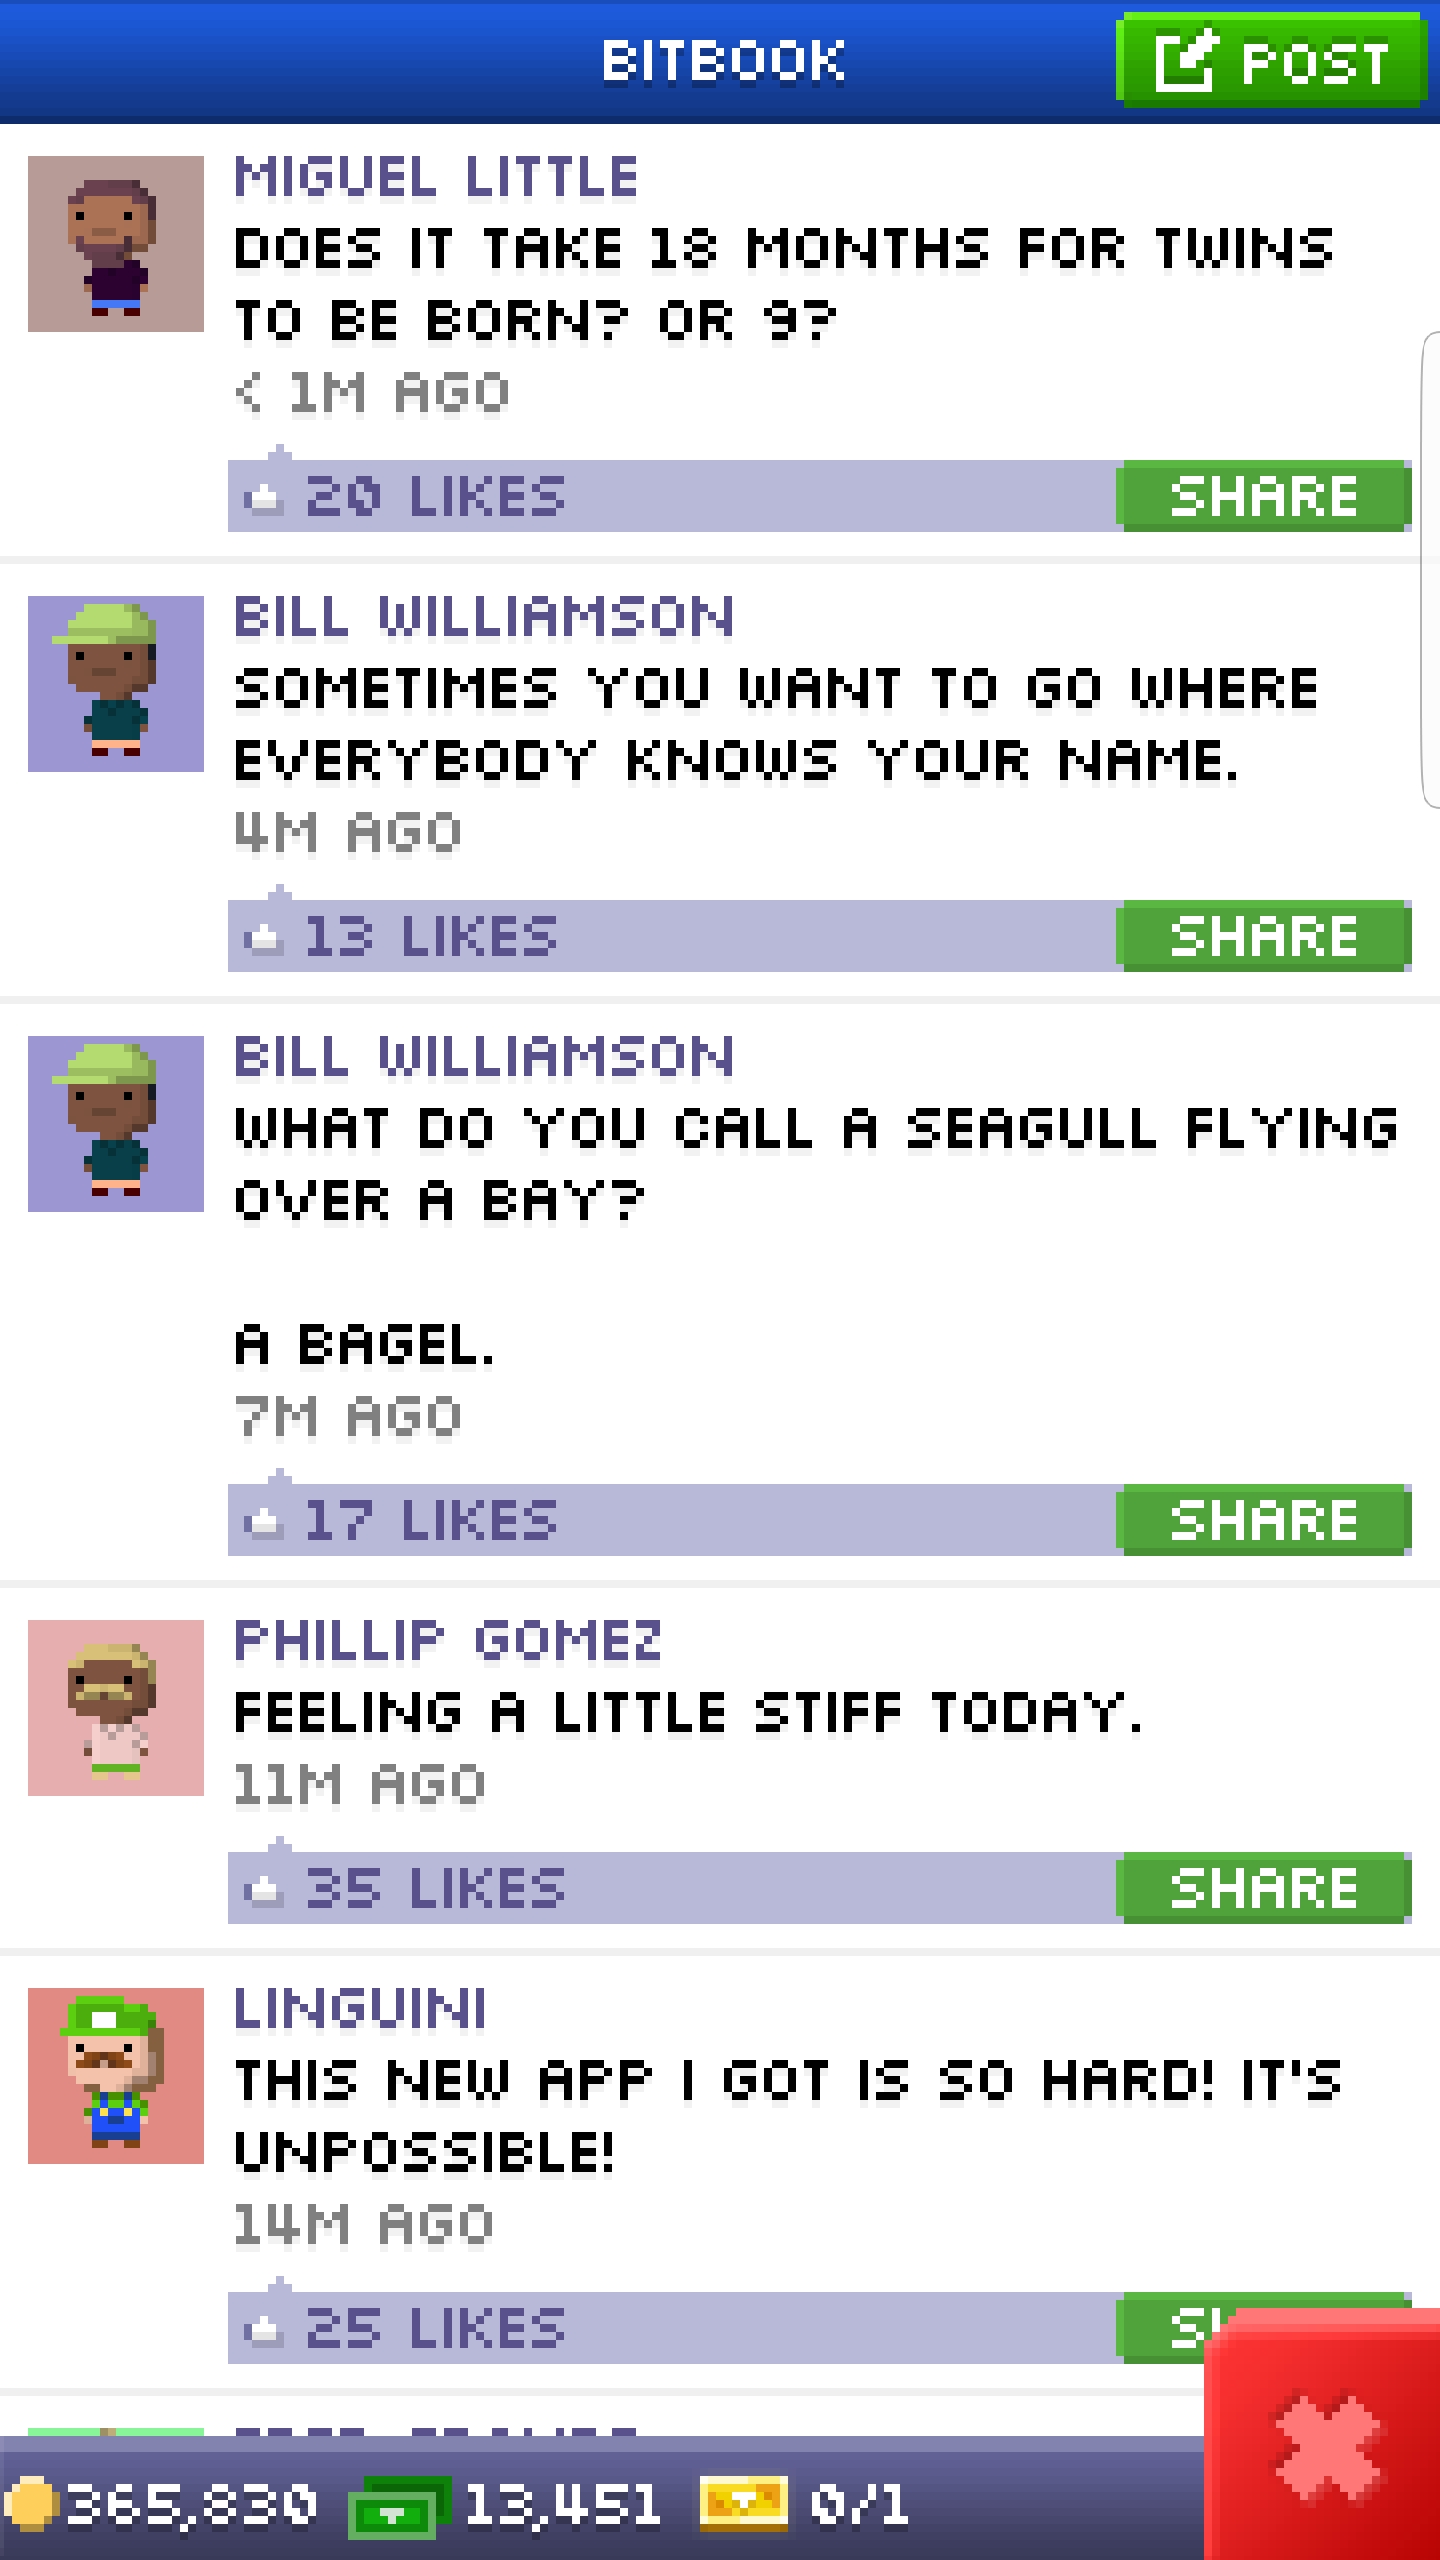 BITBOOK
POST
MIGUEL LITTLE
DOES IT TAKE 18 MONTHS FOR TWINS
TO BE BORN? OR 9?
< 1M AGO
20 LIKES
SHARE
BILL WILLIAMSON
SOMETIMES YOU WANT TO GO WHERE
EVERYBODY KNOWS YOUR NAME.
4M AGO
13 LIKES
SHARE
BILL WILLIAMSON
WHAT DO YOU CALL A SEAGULL FLYING
OVER A BAY?
A BAGEL.
7M AGO
17 LIKES
SHARE
PHILLIP GOMEZ
FEELING A LITTLE STIFF TODAY.
11M AGO
35 LIKES
SHARE
LINGUINI
THIS NEW APP I GOT IS SO HARD! IT'S
UNPOSSIBLE!
14M AGO
25 LIKES
365,830
13,451
0/1